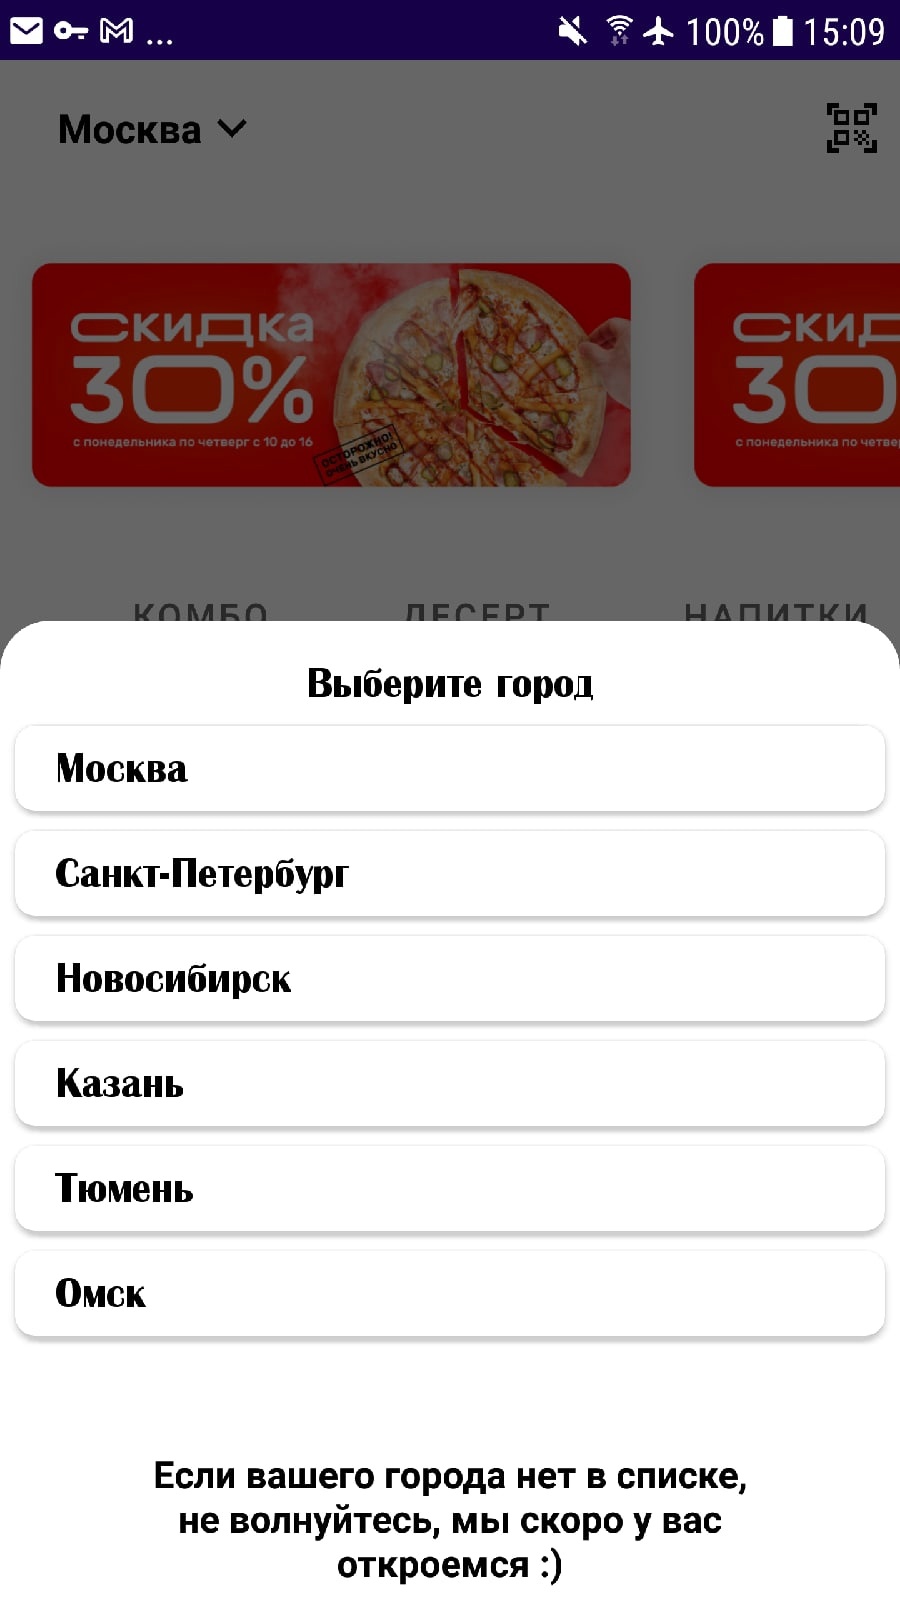 ... 100% 15:09
Москва
скидка
30%
с понедельника по четверг с 10 до 16
ОСТОРОЖНО!
ОЧЕНЬ ВКУСНО
скид
30
с понедельника по четве
КОМБО ДЕСЕРТ НАПИТКИ
Выберите город
Москва
Санкт-Петербург
Новосибирск
Казань
Тюмень
Омск
Если вашего города нет в списке,
не волнуйтесь, мы скоро у вас
откроемся :)